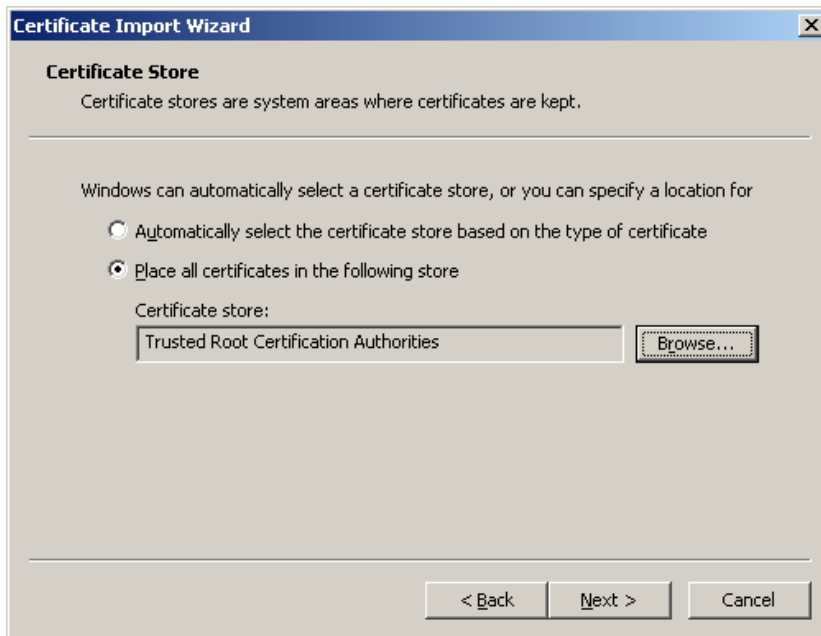 Certificate Import Wizard
Certificate Store
Certificate stores are system areas where certificates are kept.
Windows can automatically select a certificate store, or you can specify a location for
Automatically select the certificate store based on the type of certificate
Place all certificates in the following store
Certificate store:
Trusted Root Certification Authorities
Browse...
< Back
Next >
Cancel